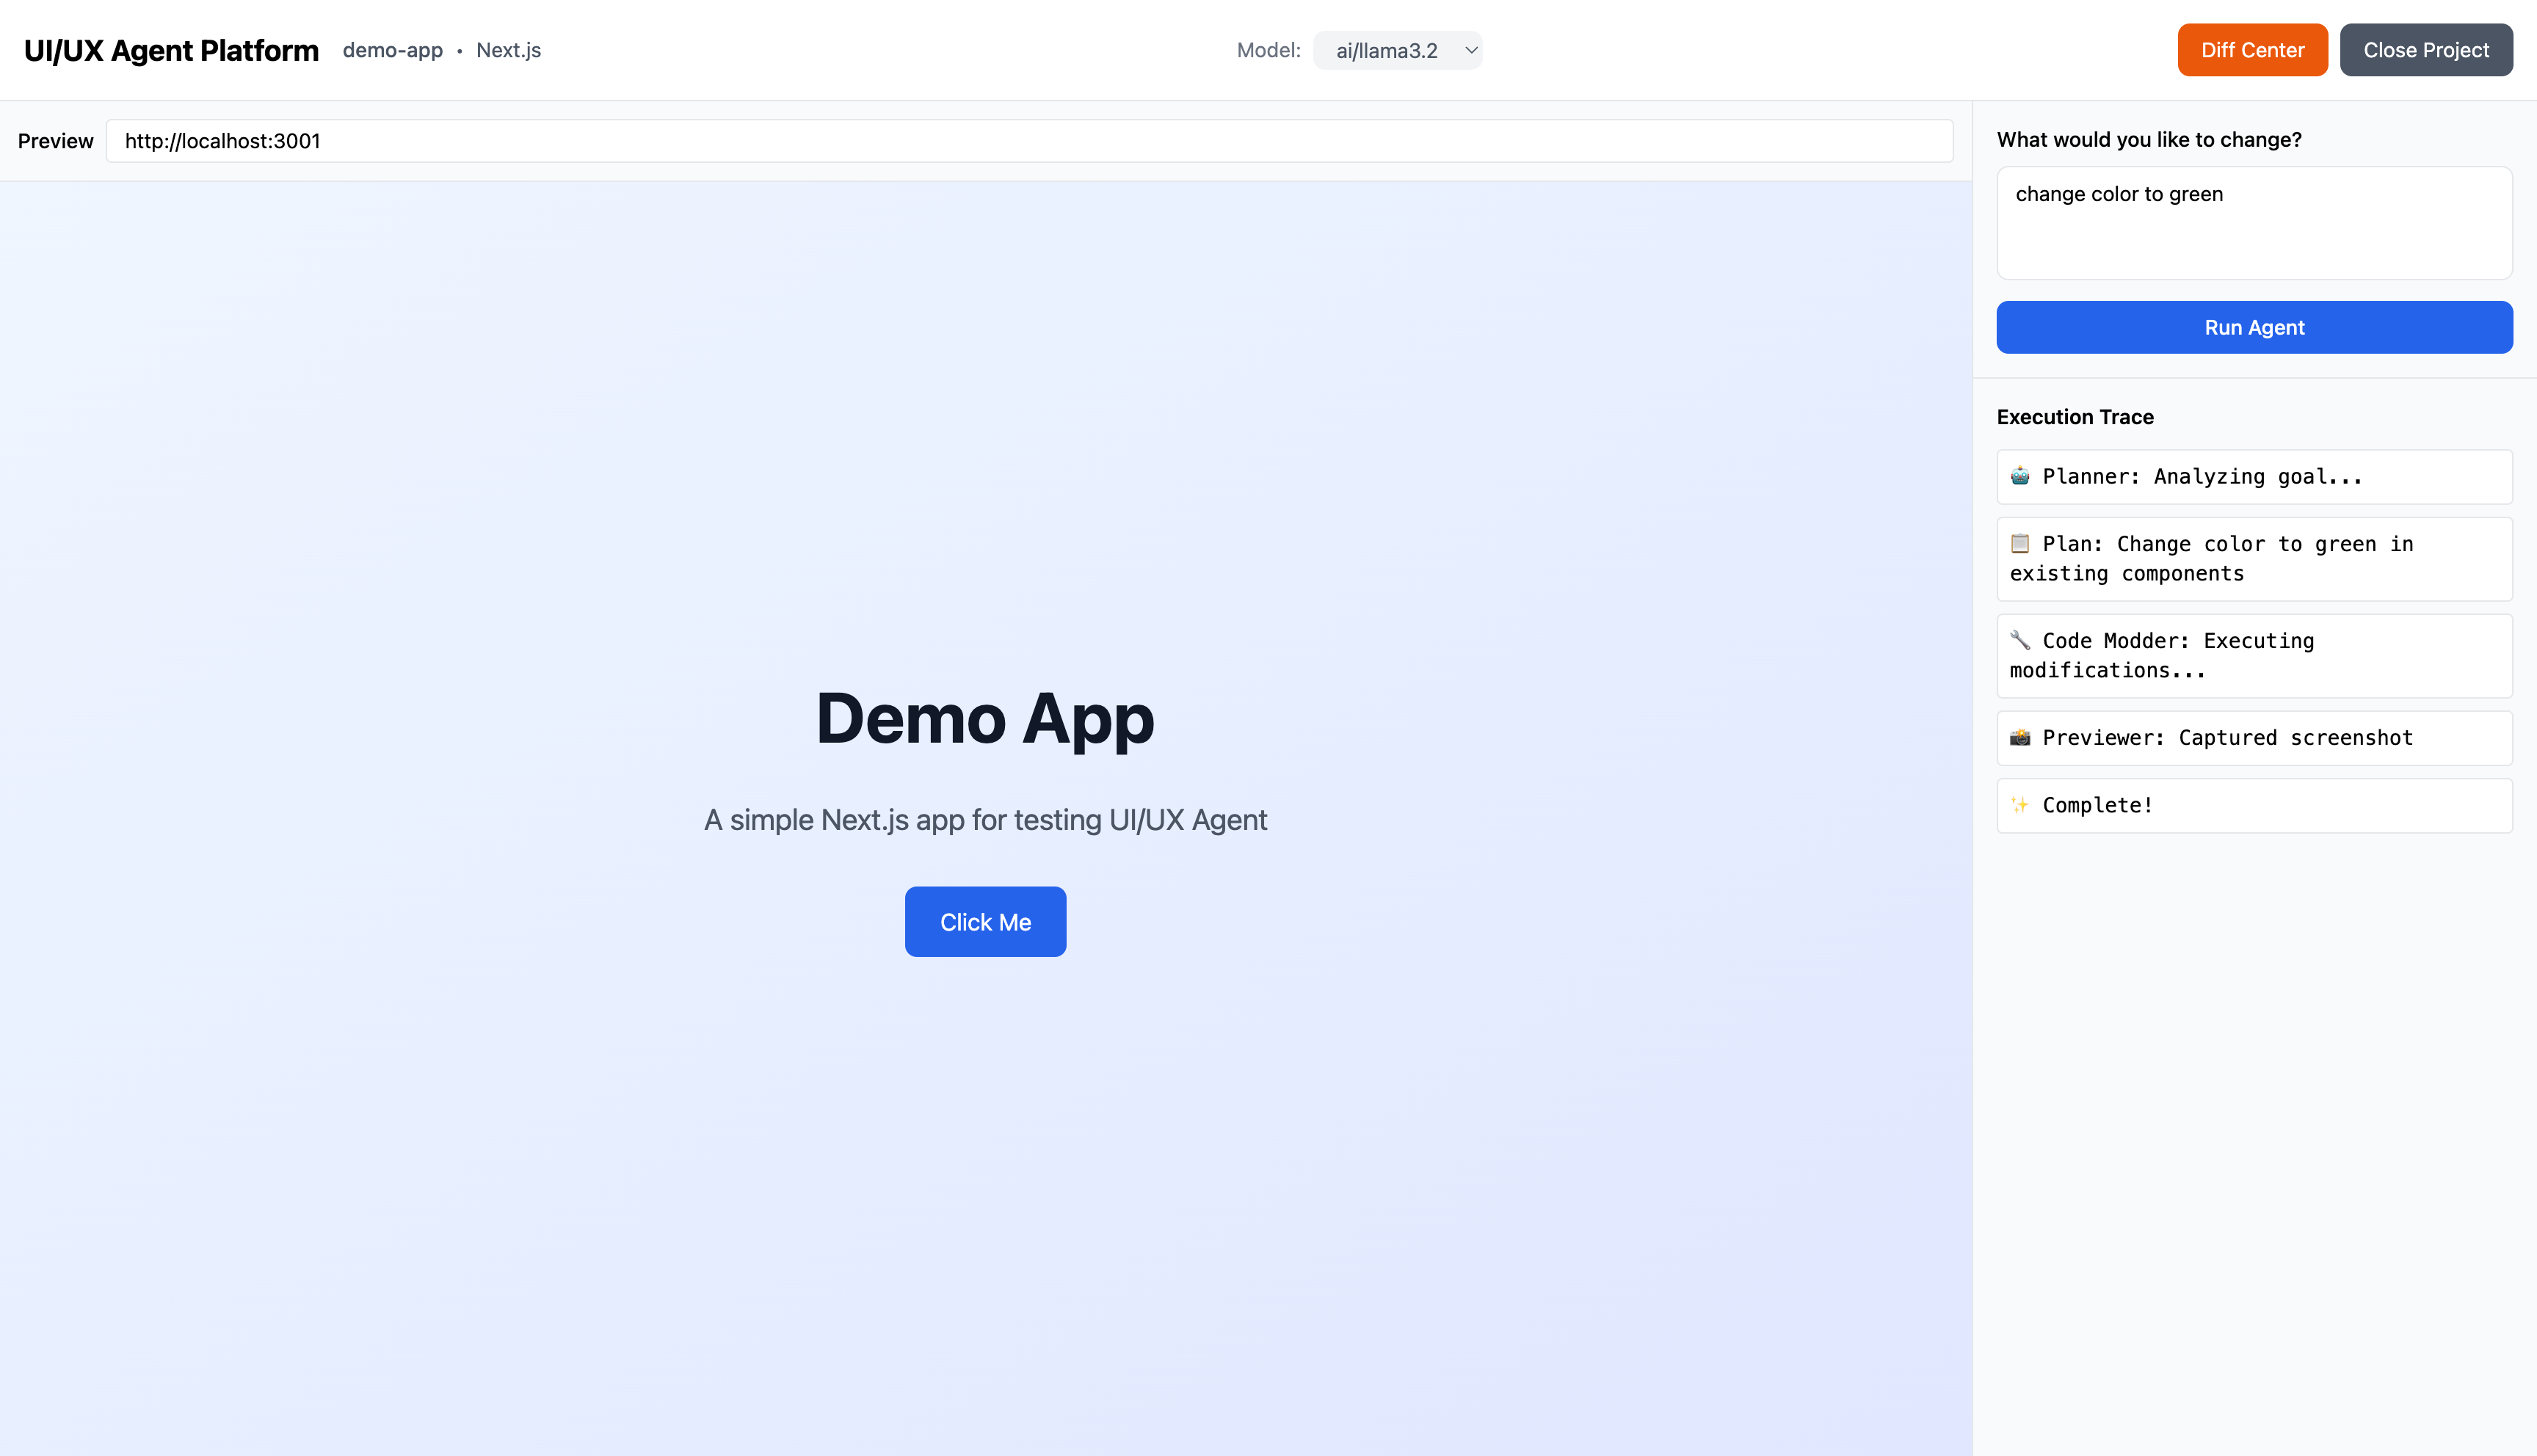 UI/UX Agent Platform demo-app • Next.js Model: ai/llama3.2 Diff Center Close Project
Preview http://localhost:3001
Demo App
A simple Next.js app for testing UI/UX Agent
Click Me
What would you like to change?
change color to green
Run Agent
Execution Trace
🤖 Planner: Analyzing goal...
📋 Plan: Change color to green in
existing components
🔧 Code Modder: Executing
modifications...
📸 Previewer: Captured screenshot
✨ Complete!